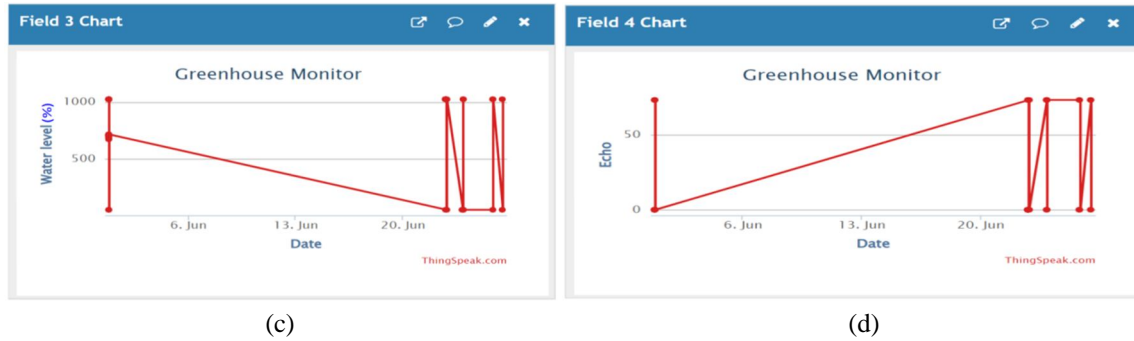 Field 3 Chart
Greenhouse Monitor
Water level (%)
1000
500
6. Jun
13. Jun
20. Jun
Date
ThingSpeak.com
(c)
Field 4 Chart
Greenhouse Monitor
Echo
50
0
6. Jun
13. Jun
20. Jun
Date
ThingSpeak.com
(d)